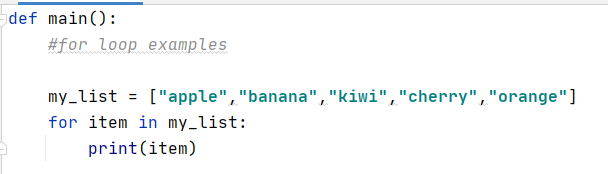 def main():
#for loop examples
my_list = ["apple","banana","kiwi","cherry","orange"]
for item in my_list:
print(item)